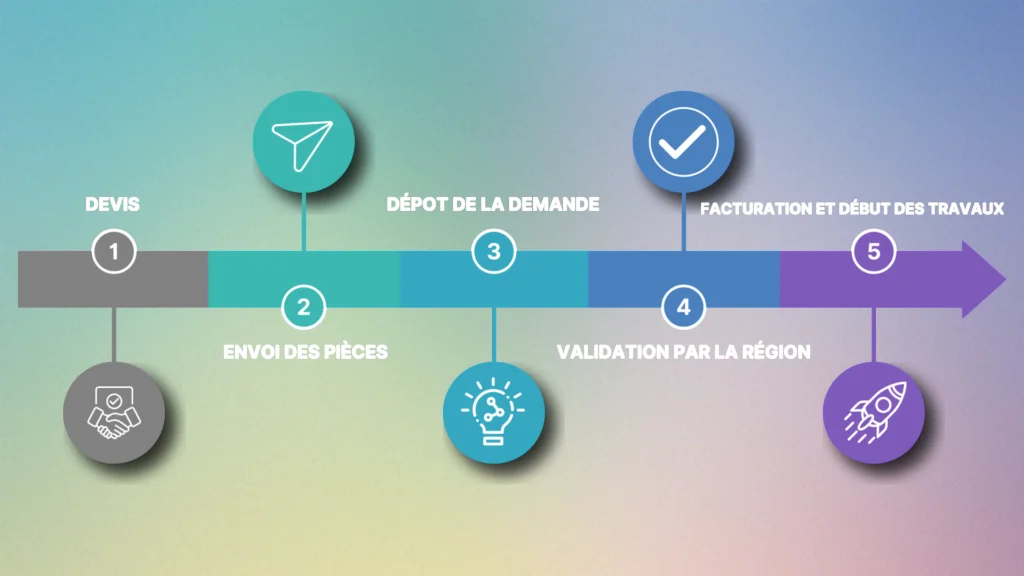 DEVIS
1
2
ENVOI DES PIÈCES
DÉPOT DE LA DEMANDE
3
4
VALIDATION PAR LA RÉGION
FACTURATION ET DÉBUT DES TRAVAUX
5